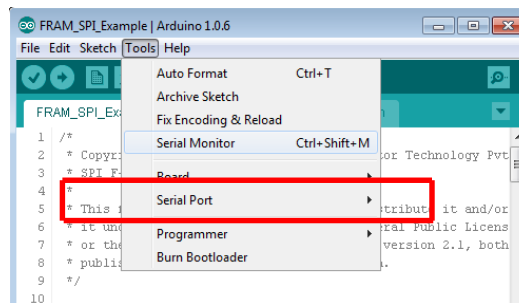 FRAM_SPI_Example | Arduino 1.0.6
File Edit Sketch Tools Help
FRAM_SPI_Exa
Auto Format Ctrl+T
Archive Sketch
Fix Encoding & Reload
Serial Monitor Ctrl+Shift+M
Board
Serial Port
Programmer
Burn Bootloader
1 /*
2 * Copyri or Technology Pvt
3 * SPI F
4 *
5 * This stribute it and/or
6 * it und eral Public Licens
7 * or the version 2.1, both
8 * publis
9 */
10